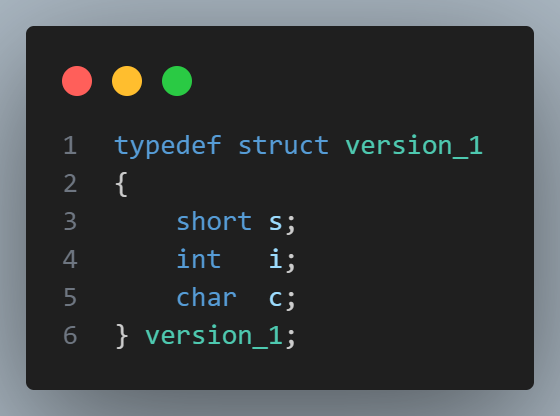 1 typedef struct version_1
2 {
3     short s;
4     int   i;
5     char  c;
6 } version_1;